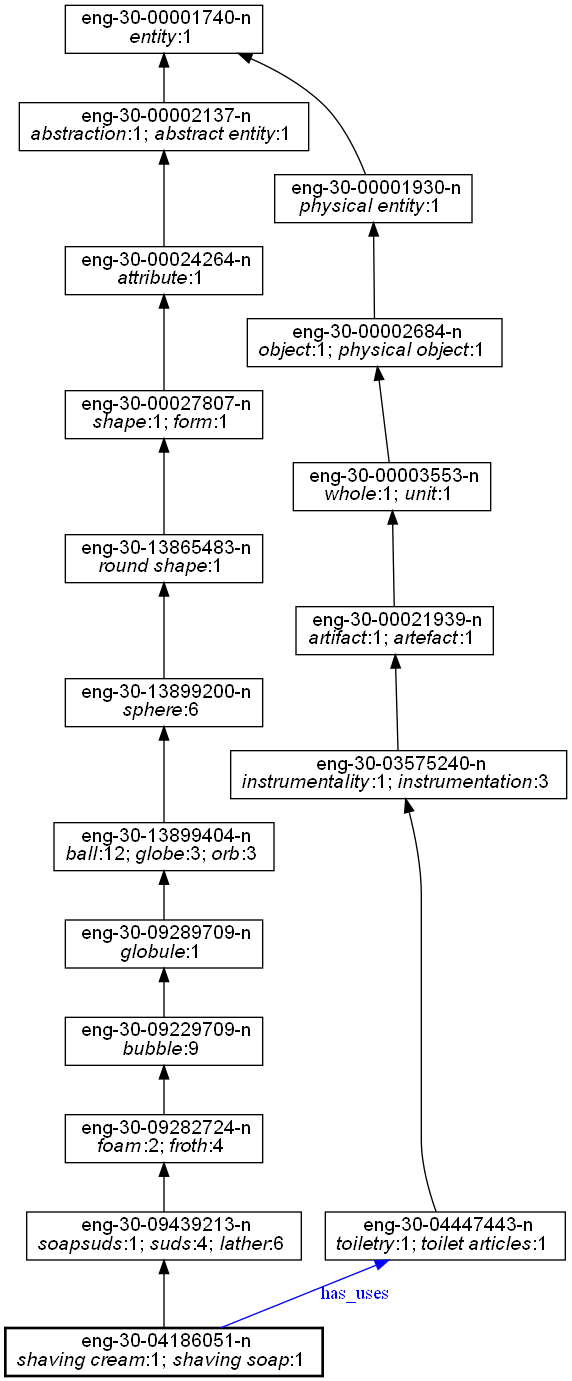 eng-30-00001740-n
entity:1
eng-30-00002137-n
abstraction:1; abstract entity:1
eng-30-00001930-n
physical entity:1
eng-30-00024264-n
attribute:1
eng-30-00002684-n
object:1; physical object:1
eng-30-00027807-n
shape:1; form:1
eng-30-00003553-n
whole:1; unit:1
eng-30-13865483-n
round shape:1
eng-30-00021939-n
artifact:1; artefact:1
eng-30-13899200-n
sphere:6
eng-30-03575240-n
instrumentality:1; instrumentation:3
eng-30-13899404-n
ball:12; globe:3; orb:3
eng-30-09289709-n
globule:1
eng-30-09229709-n
bubble:9
eng-30-09282724-n
foam:2; froth:4
eng-30-09439213-n
soapsuds:1; suds:4; lather:6
eng-30-04447443-n
toiletry:1; toilet articles:1
has_uses
eng-30-04186051-n
shaving cream:1; shaving soap:1